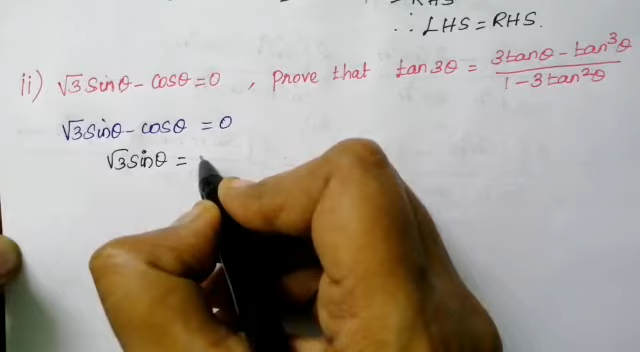 = RHS
∴ LHS = RHS.
ii) √3 Sinθ - cosθ = 0 , Prove that tan 3θ = (3tanθ - tan³θ)/(1 - 3tan²θ)
√3 Sinθ - cosθ = 0
√3 sinθ =